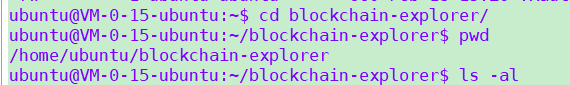 ubuntu@VM-0-15-ubuntu:~$ cd blockchain-explorer/
ubuntu@VM-0-15-ubuntu:~/blockchain-explorer$ pwd
/home/ubuntu/blockchain-explorer
ubuntu@VM-0-15-ubuntu:~/blockchain-explorer$ ls -al